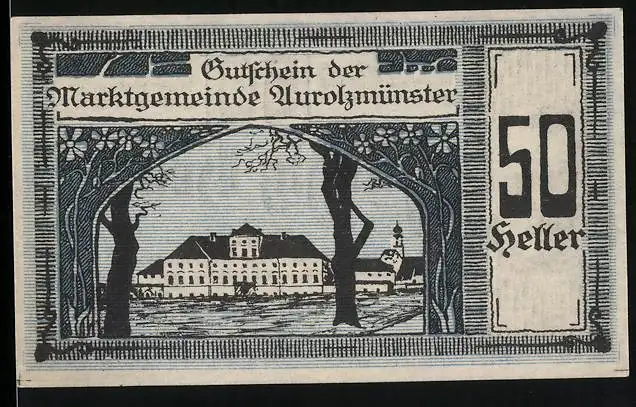 Gutschein der
Marktgemeinde Aurolzmünster
50
Heller